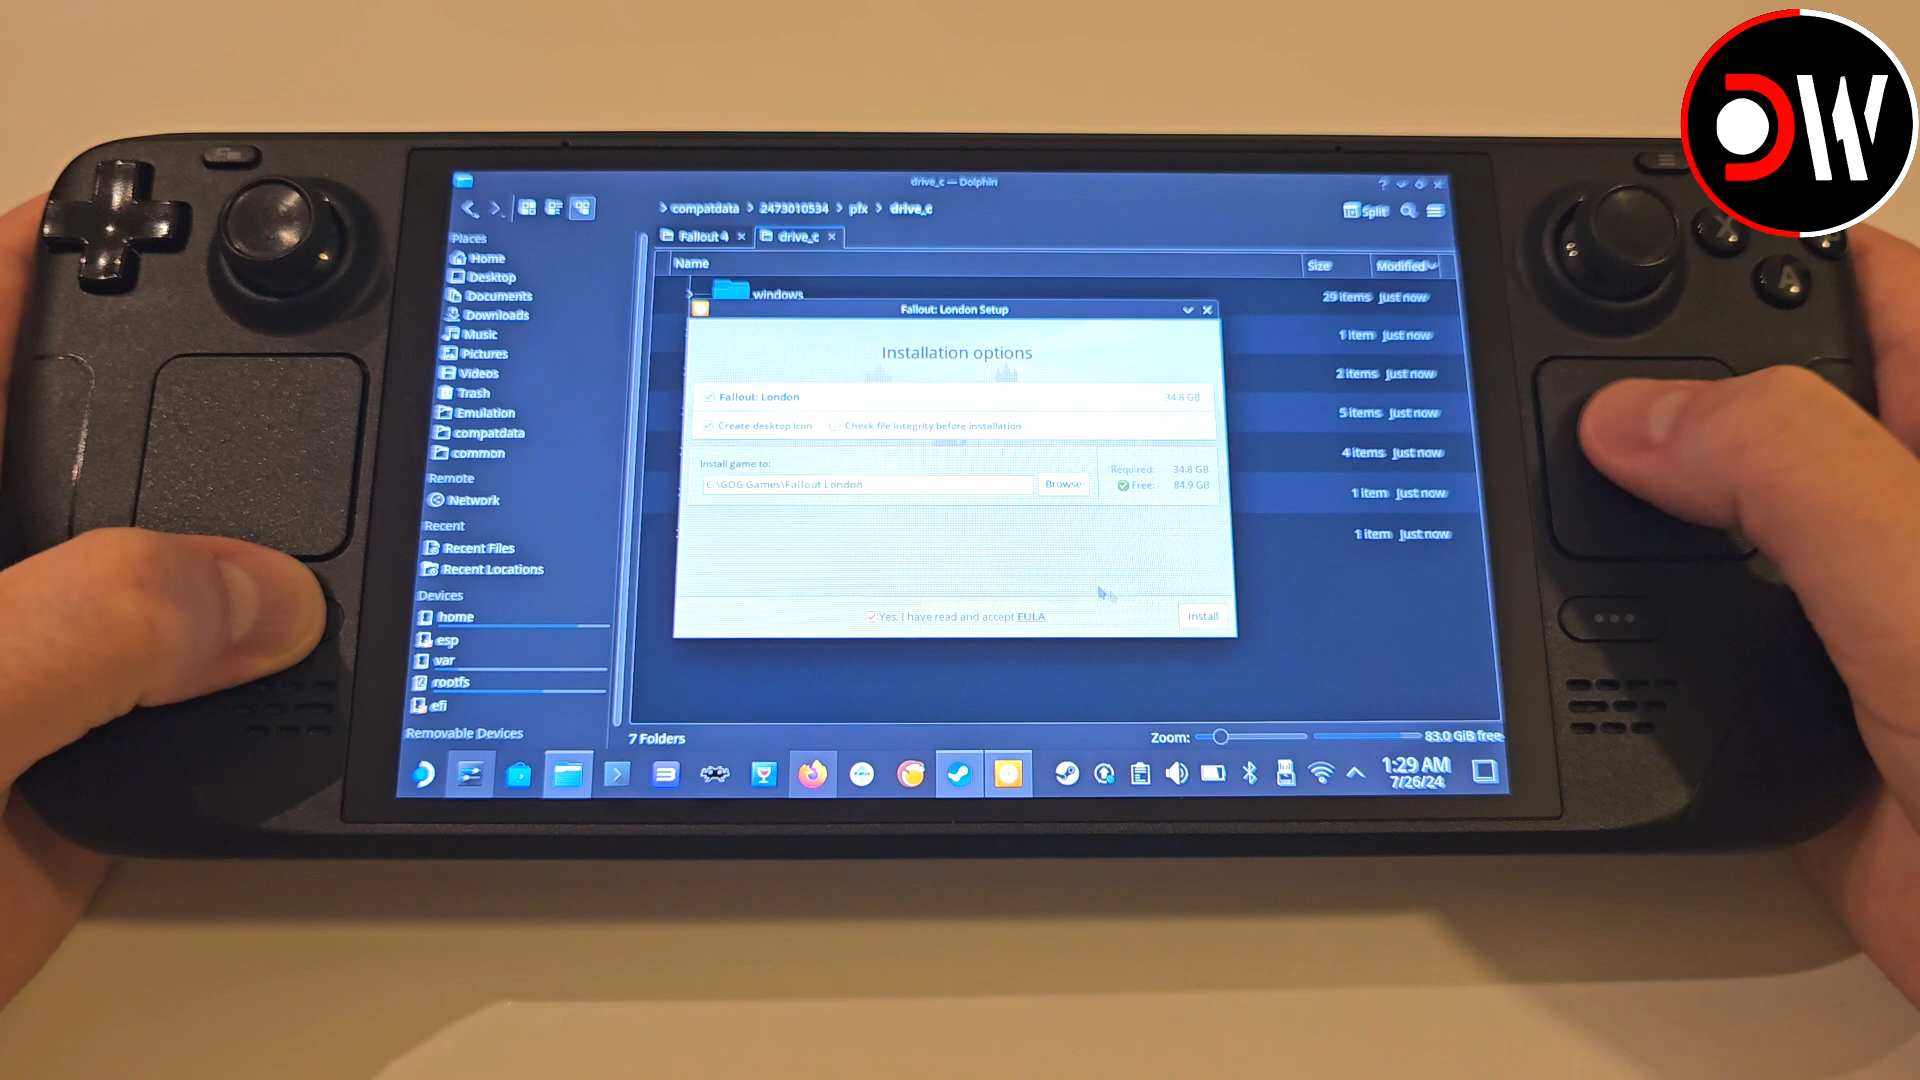 DW
drive_c — Dolphin
compatdata > 2473010534 > pfx > drive_c
Split
Fallout 4
drive_c
Name
Size
Modified
windows
29 items Just now
1 item Just now
2 items Just now
5 items Just now
4 items Just now
1 item Just now
1 item Just now
Places
Home
Desktop
Documents
Downloads
Music
Pictures
Videos
Trash
Emulation
compatdata
common
Remote
Network
Recent
Recent Files
Recent Locations
Devices
home
esp
var
rootfs
efi
Removable Devices
Fallout: London Setup
Installation options
Fallout: London
34.8 GB
Create desktop icon
Check file integrity before installation
Install game to:
C:\GOG Games\Fallout London
Browse
Required: 34.8 GB
Free: 84.9 GB
Yes, I have read and accept EULA
Install
7 Folders
Zoom:
83.0 GiB free
1:29 AM
7/26/24
X
A